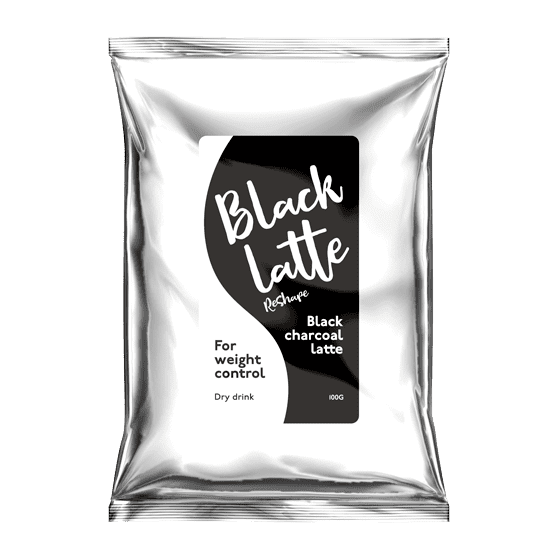 Black
latte
ReShape
Black
charcoal
latte
For
weight
control
Dry drink
100G